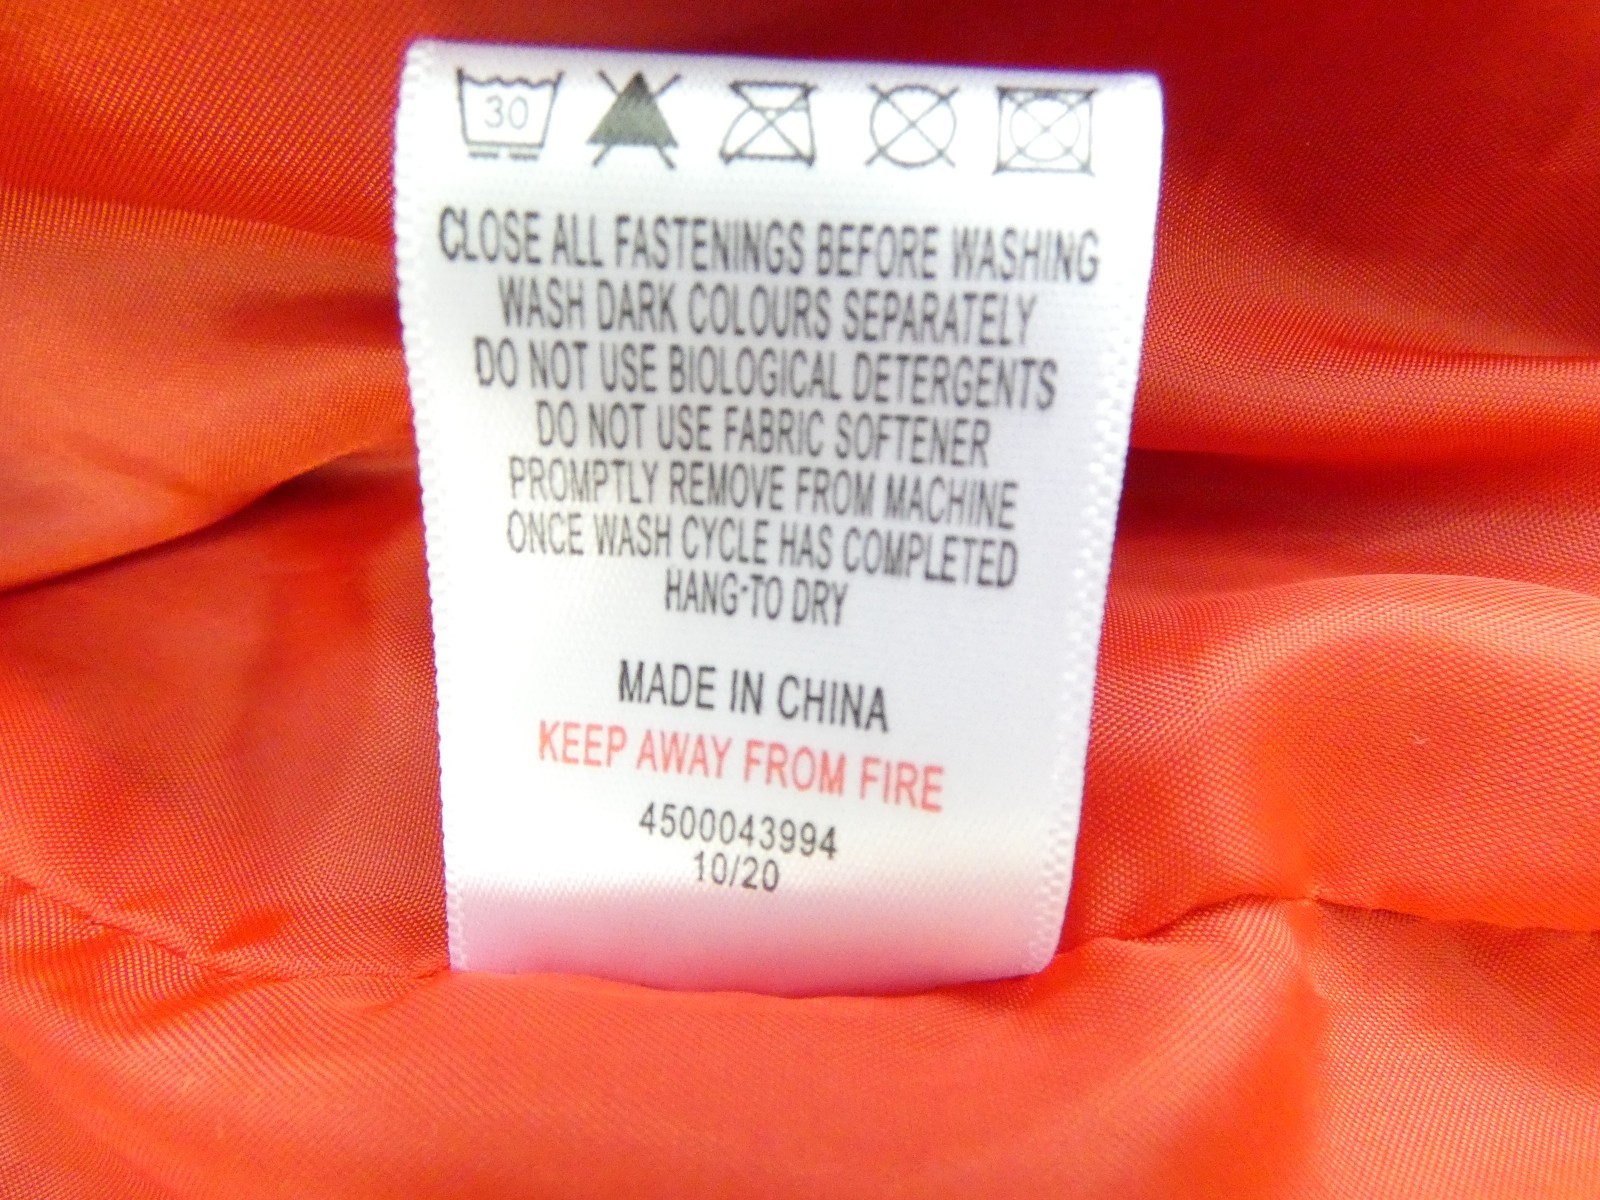 30
CLOSE ALL FASTENINGS BEFORE WASHING
WASH DARK COLOURS SEPARATELY
DO NOT USE BIOLOGICAL DETERGENTS
DO NOT USE FABRIC SOFTENER
PROMPTLY REMOVE FROM MACHINE
ONCE WASH CYCLE HAS COMPLETED
HANG-TO DRY
MADE IN CHINA
KEEP AWAY FROM FIRE
4500043994
10/20